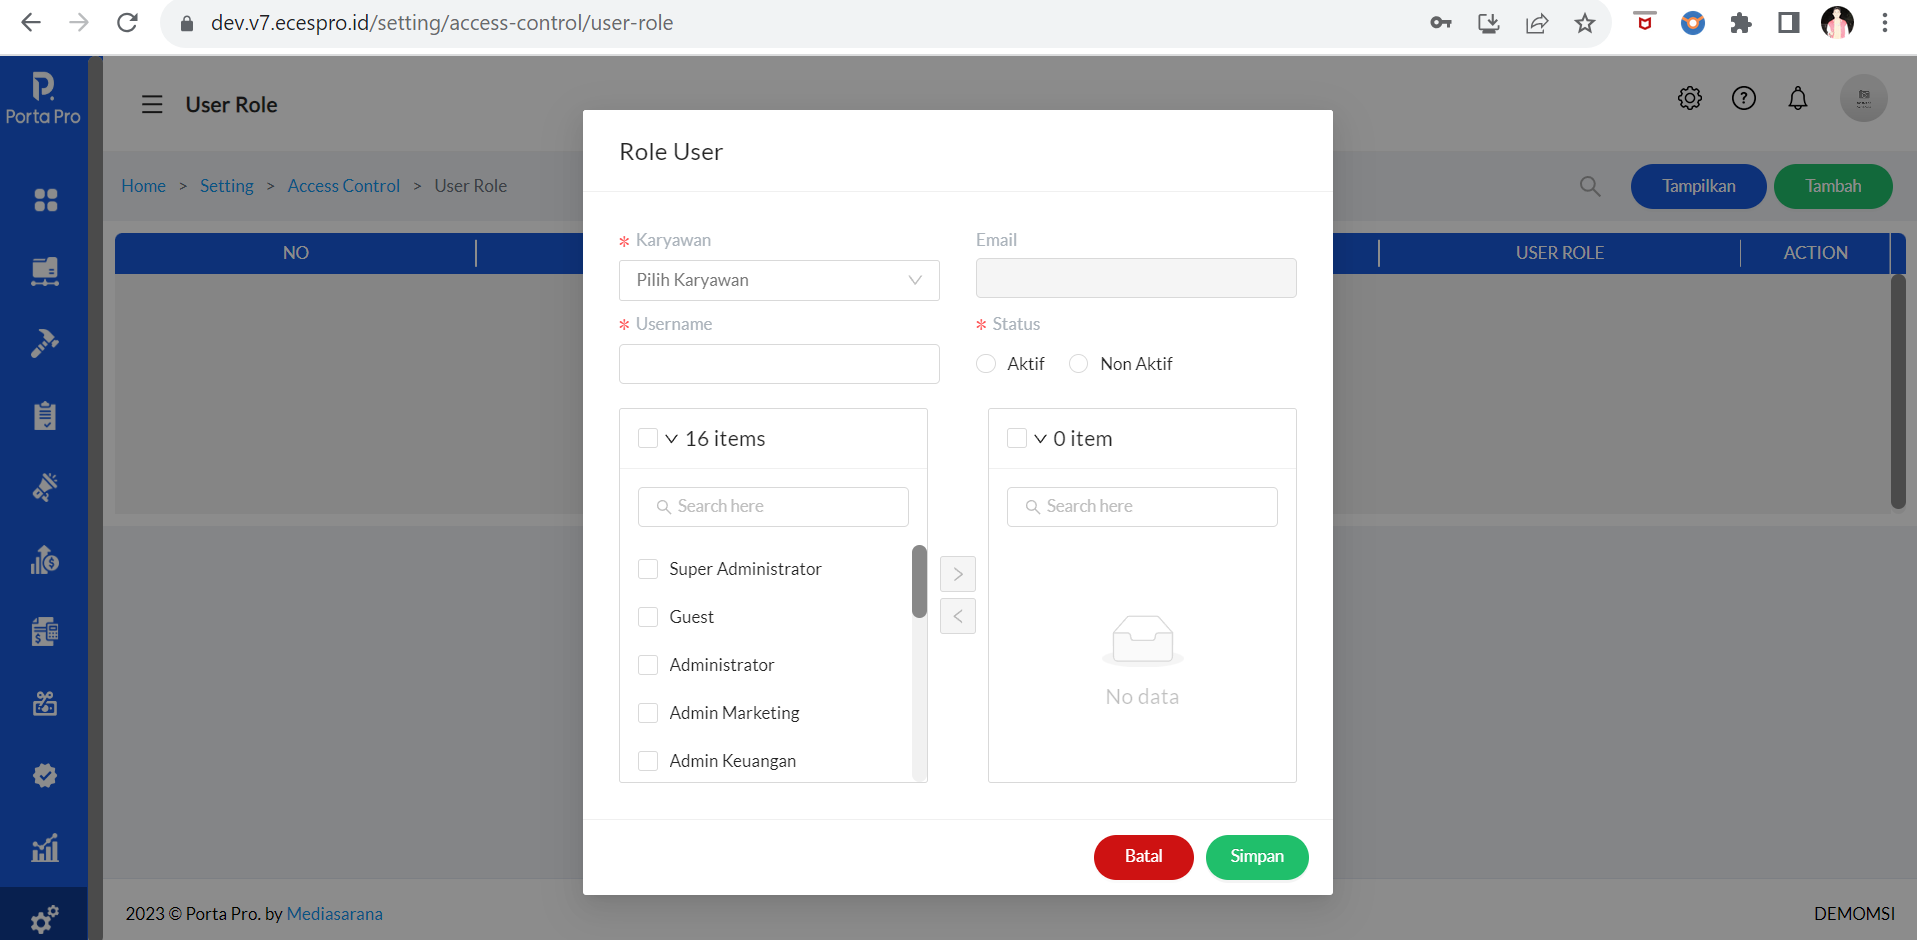 dev.v7.ecespro.id/setting/access-control/user-role
Porta Pro
User Role
Home > Setting > Access Control > User Role
Tampilkan
Tambah
NO
USER ROLE
ACTION
Role User
* Karyawan
Email
Pilih Karyawan
* Username
* Status
Aktif
Non Aktif
16 items
0 item
Search here
Search here
Super Administrator
Guest
Administrator
Admin Marketing
Admin Keuangan
No data
Batal
Simpan
2023 © Porta Pro. by Mediasarana
DEMOMSI